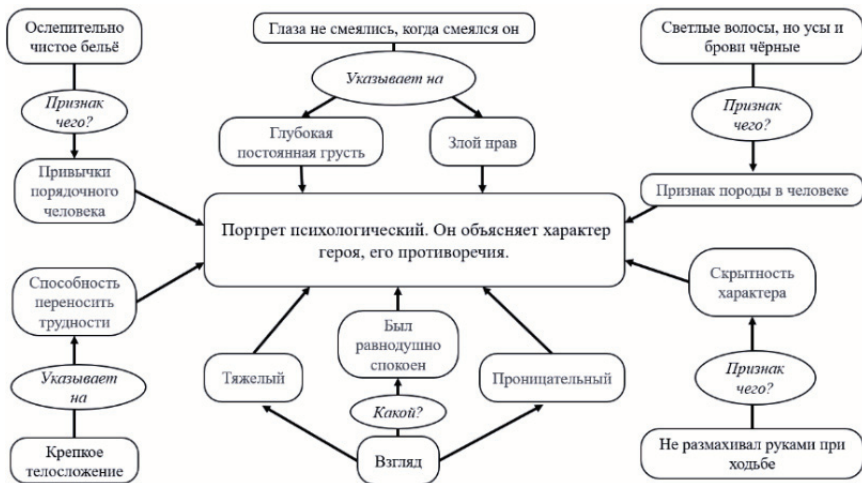 Ослепительно
чистое бельё
Глаза не смеялись, когда смеялся он
Светлые волосы, но усы и
брови чёрные
Указывает на
Признак
чего?
Признак
чего?
Глубокая
постоянная грусть
Злой нрав
Привычки
порядочного
человека
Признак породы в человеке
Портрет психологический. Он объясняет характер
героя, его противоречия.
Способность
переносить
трудности
Скрытность
характера
Был
равнодушно
спокоен
Тяжелый
Проницательный
Указывает
на
Признак
чего?
Какой?
Крепкое
телосложение
Взгляд
Не размахивал руками при
ходьбе